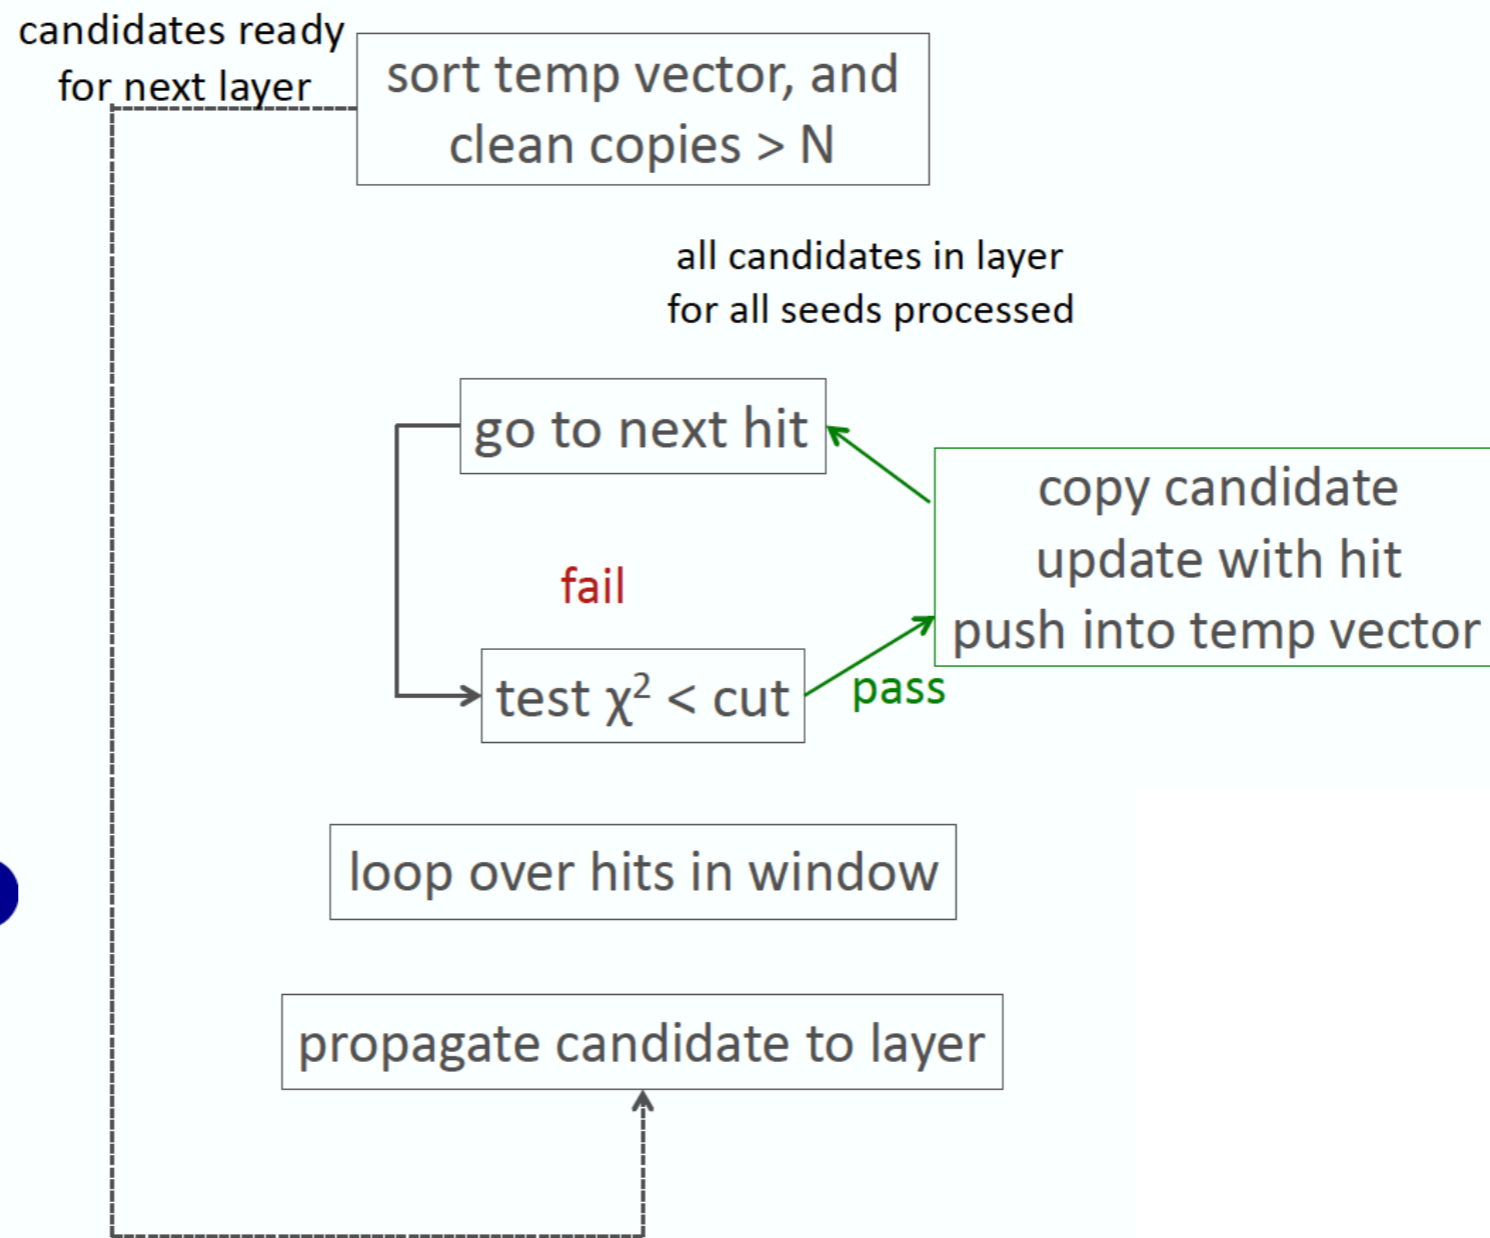 candidates ready
for next layer
sort temp vector, and
clean copies > N
all candidates in layer
for all seeds processed
go to next hit
copy candidate
update with hit
push into temp vector
fail
test χ² < cut
pass
loop over hits in window
propagate candidate to layer